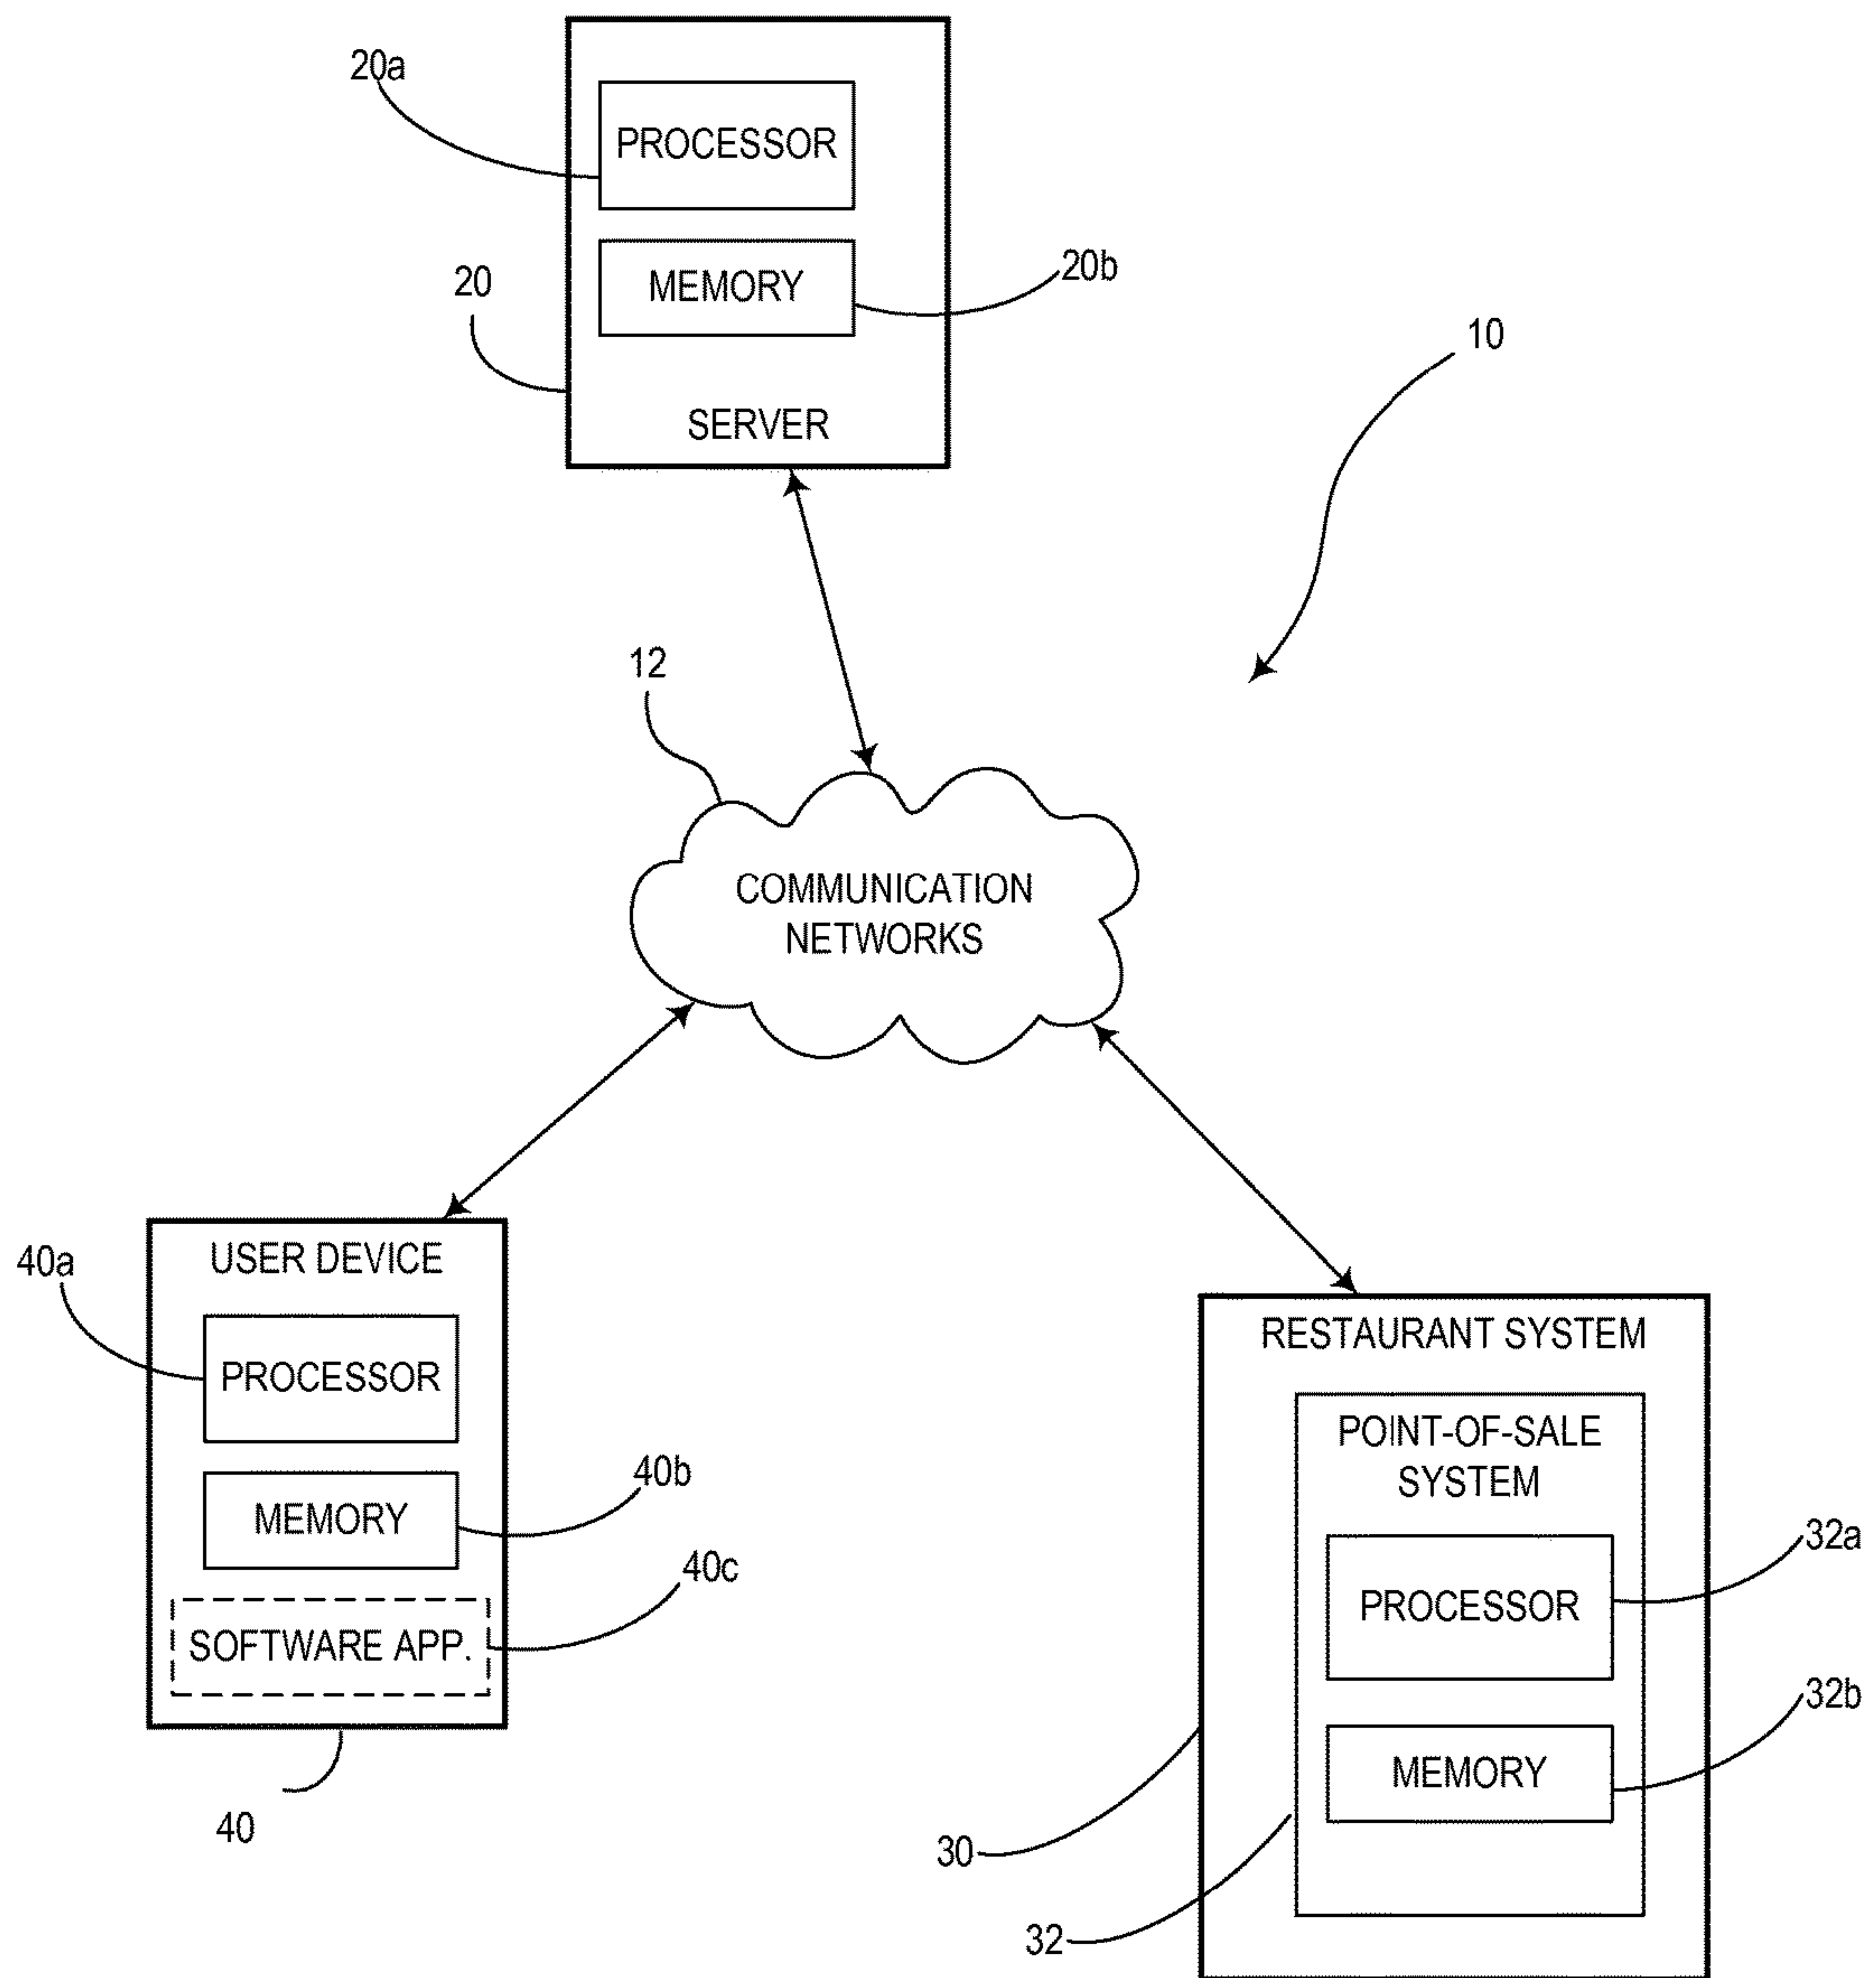 20a
PROCESSOR
20
MEMORY
20b
SERVER
10
12
COMMUNICATION
NETWORKS
USER DEVICE
40a
PROCESSOR
MEMORY
40b
SOFTWARE APP.
40c
40
RESTAURANT SYSTEM
POINT-OF-SALE
SYSTEM
PROCESSOR
32a
MEMORY
32b
30
32